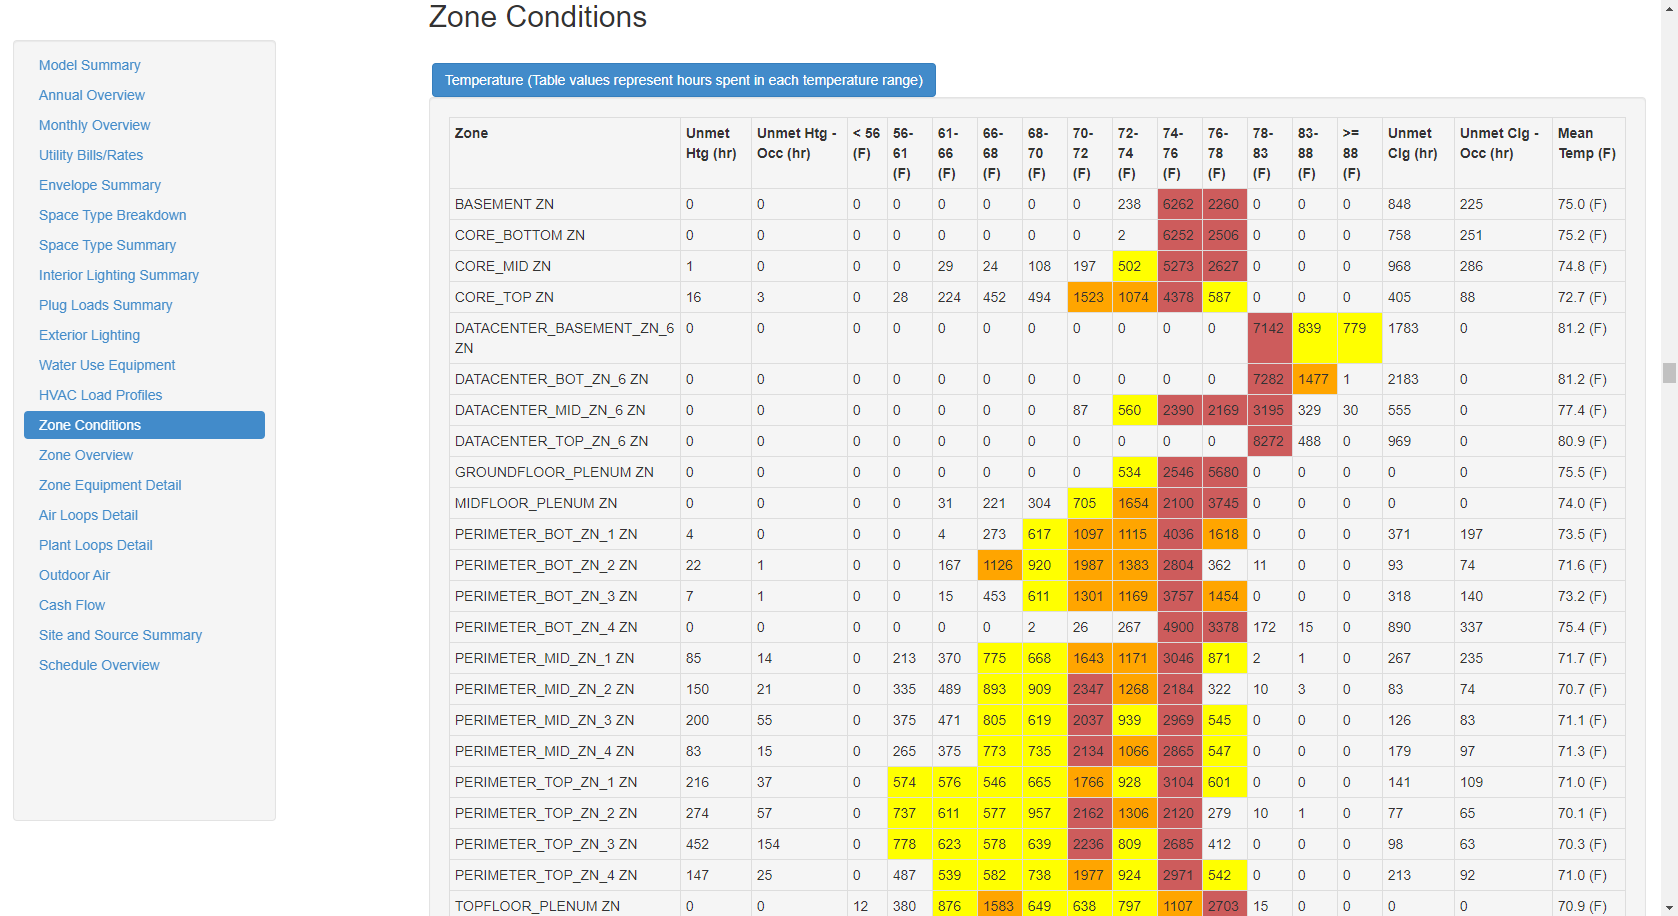 Zone Conditions
Model Summary
Annual Overview
Monthly Overview
Utility Bills/Rates
Envelope Summary
Space Type Breakdown
Space Type Summary
Interior Lighting Summary
Plug Loads Summary
Exterior Lighting
Water Use Equipment
HVAC Load Profiles
Zone Conditions
Zone Overview
Zone Equipment Detail
Air Loops Detail
Plant Loops Detail
Outdoor Air
Cash Flow
Site and Source Summary
Schedule Overview
Temperature (Table values represent hours spent in each temperature range)
Zone Unmet Unmet Htg - < 56 56- 61- 66- 68- 70- 72- 74- 76- 78- 83- >= Unmet Unmet Clg - Mean
Htg (hr) Occ (hr) (F) 61 66 68 70 72 74 76 78 83 88 88 Clg (hr) Occ (hr) Temp (F)
(F) (F) (F) (F) (F) (F) (F) (F) (F) (F) (F)
BASEMENT ZN 0 0 0 0 0 0 0 0 238 6262 2260 0 0 0 848 225 75.0 (F)
CORE_BOTTOM ZN 0 0 0 0 0 0 0 0 2 6252 2506 0 0 0 758 251 75.2 (F)
CORE_MID ZN 1 0 0 0 29 24 108 197 502 5273 2627 0 0 0 968 286 74.8 (F)
CORE_TOP ZN 16 3 0 28 224 452 494 1523 1074 4378 587 0 0 0 405 88 72.7 (F)
DATACENTER_BASEMENT_ZN_6 0 0 0 0 0 0 0 0 0 0 0 7142 839 779 1783 0 81.2 (F)
ZN
DATACENTER_BOT_ZN_6 ZN 0 0 0 0 0 0 0 0 0 0 0 7282 1477 1 2183 0 81.2 (F)
DATACENTER_MID_ZN_6 ZN 0 0 0 0 0 0 0 87 560 2390 2169 3195 329 30 555 0 77.4 (F)
DATACENTER_TOP_ZN_6 ZN 0 0 0 0 0 0 0 0 0 0 0 8272 488 0 969 0 80.9 (F)
GROUNDFLOOR_PLENUM ZN 0 0 0 0 0 0 0 0 534 2546 5680 0 0 0 0 0 75.5 (F)
MIDFLOOR_PLENUM ZN 0 0 0 0 31 221 304 705 1654 2100 3745 0 0 0 0 0 74.0 (F)
PERIMETER_BOT_ZN_1 ZN 4 0 0 0 4 273 617 1097 1115 4036 1618 0 0 0 371 197 73.5 (F)
PERIMETER_BOT_ZN_2 ZN 22 1 0 0 167 1126 920 1987 1383 2804 362 11 0 0 93 74 71.6 (F)
PERIMETER_BOT_ZN_3 ZN 7 1 0 0 15 453 611 1301 1169 3757 1454 0 0 0 318 140 73.2 (F)
PERIMETER_BOT_ZN_4 ZN 0 0 0 0 0 0 2 26 267 4900 3378 172 15 0 890 337 75.4 (F)
PERIMETER_MID_ZN_1 ZN 85 14 0 213 370 775 668 1643 1171 3046 871 2 1 0 267 235 71.7 (F)
PERIMETER_MID_ZN_2 ZN 150 21 0 335 489 893 909 2347 1268 2184 322 10 3 0 83 74 70.7 (F)
PERIMETER_MID_ZN_3 ZN 200 55 0 375 471 805 619 2037 939 2969 545 0 0 0 126 83 71.1 (F)
PERIMETER_MID_ZN_4 ZN 83 15 0 265 375 773 735 2134 1066 2865 547 0 0 0 179 97 71.3 (F)
PERIMETER_TOP_ZN_1 ZN 216 37 0 574 576 546 665 1766 928 3104 601 0 0 0 141 109 71.0 (F)
PERIMETER_TOP_ZN_2 ZN 274 57 0 737 611 577 957 2162 1306 2120 279 10 1 0 77 65 70.1 (F)
PERIMETER_TOP_ZN_3 ZN 452 154 0 778 623 578 639 2236 809 2685 412 0 0 0 98 63 70.3 (F)
PERIMETER_TOP_ZN_4 ZN 147 25 0 487 539 582 738 1977 924 2971 542 0 0 0 213 92 71.0 (F)
TOPFLOOR_PLENUM ZN 0 0 12 380 876 1583 649 638 797 1107 2703 15 0 0 0 0 70.9 (F)